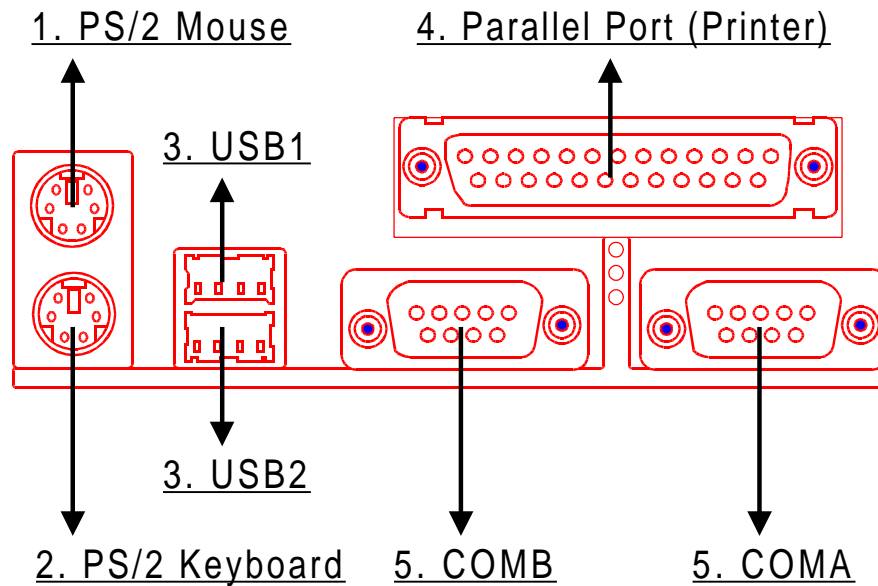 1. PS/2 Mouse
4. Parallel Port (Printer)
3. USB1
3. USB2
2. PS/2 Keyboard
5. COMB
5. COMA